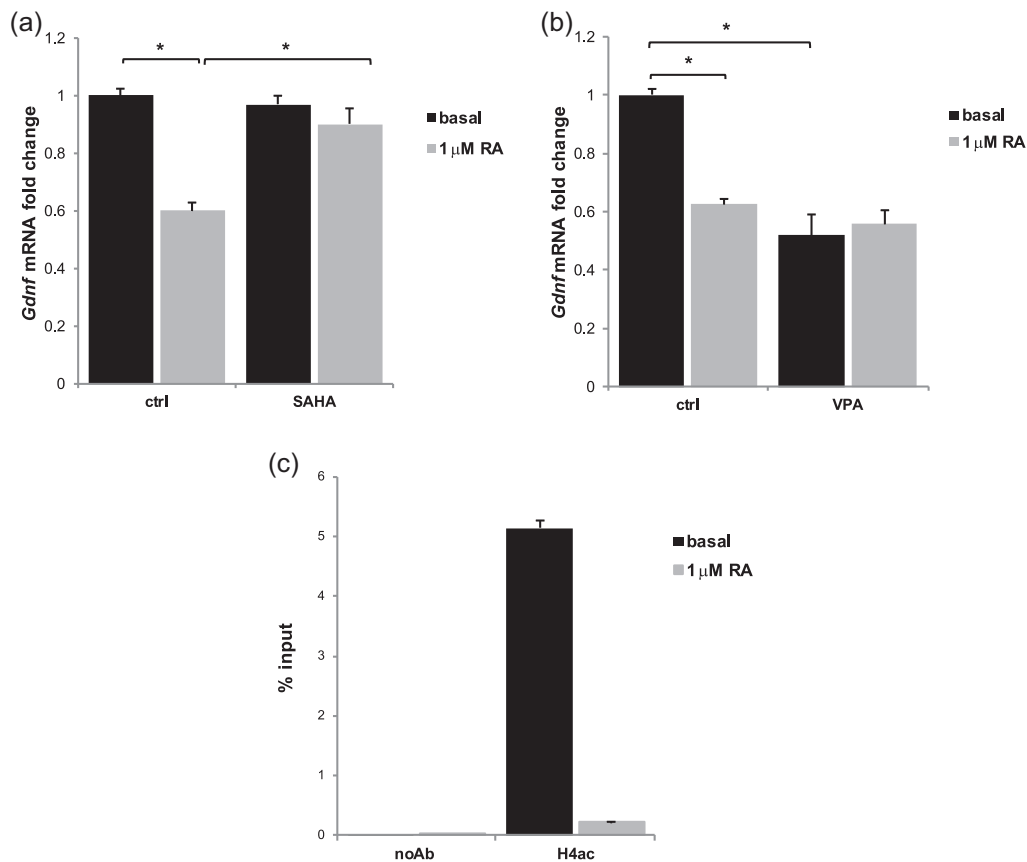 (a)
1.2
1
0.8
0.6
0.4
0.2
0
Gdnf mRNA fold change
*
*
basal
1 μM RA
ctrl
SAHA
(b)
1.2
1
0.8
0.6
0.4
0.2
0
Gdnf mRNA fold change
*
*
basal
1 μM RA
ctrl
VPA
(c)
6
5
4
3
2
1
0
% input
basal
1 μM RA
noAb
H4ac